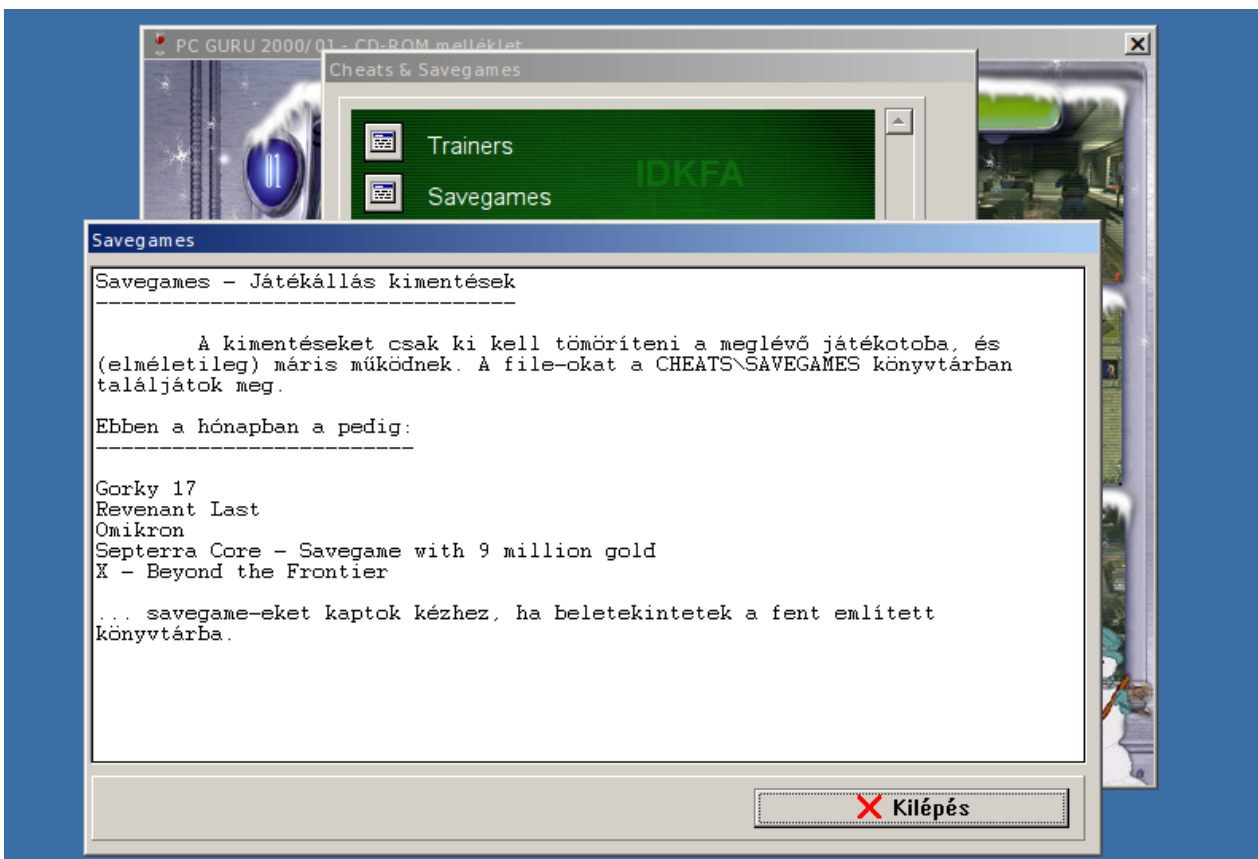 PC GURU 2000/01 - CD-ROM melléklet
Cheats & Savegames
01
Trainers
IDKFA
Savegames
Savegames
Savegames - Játékállás kimentések
---------------------------------
A kimentéseket csak ki kell tömöríteni a meglévő játékotoba, és
(elméletileg) máris működnek. A file-okat a CHEATS\SAVEGAMES könyvtárban
találjátok meg.
Ebben a hónapban a pedig:
-------------------------
Gorky 17
Revenant Last
Omikron
Septerra Core - Savegame with 9 million gold
X - Beyond the Frontier
... savegame-eket kaptok kézhez, ha beletekintetek a fent említett
könyvtárba.
Kilépés